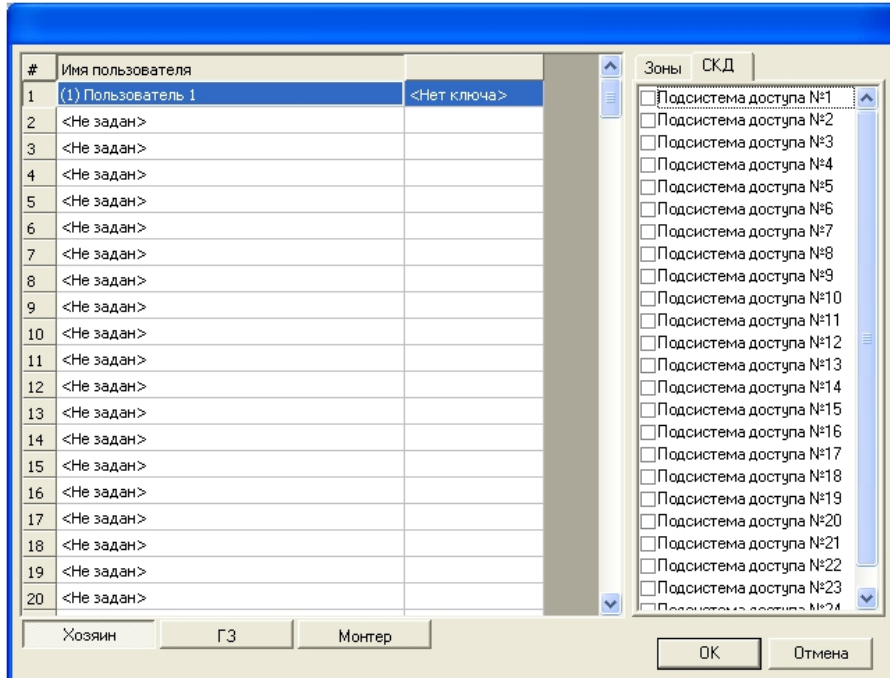 # Имя пользователя
1 (1) Пользователь 1 <Нет ключа>
2 <Не задан>
3 <Не задан>
4 <Не задан>
5 <Не задан>
6 <Не задан>
7 <Не задан>
8 <Не задан>
9 <Не задан>
10 <Не задан>
11 <Не задан>
12 <Не задан>
13 <Не задан>
14 <Не задан>
15 <Не задан>
16 <Не задан>
17 <Не задан>
18 <Не задан>
19 <Не задан>
20 <Не задан>
Хозяин ГЗ Монтер
Зоны СКД
Подсистема доступа №1
Подсистема доступа №2
Подсистема доступа №3
Подсистема доступа №4
Подсистема доступа №5
Подсистема доступа №6
Подсистема доступа №7
Подсистема доступа №8
Подсистема доступа №9
Подсистема доступа №10
Подсистема доступа №11
Подсистема доступа №12
Подсистема доступа №13
Подсистема доступа №14
Подсистема доступа №15
Подсистема доступа №16
Подсистема доступа №17
Подсистема доступа №18
Подсистема доступа №19
Подсистема доступа №20
Подсистема доступа №21
Подсистема доступа №22
Подсистема доступа №23
Подсистема доступа №24
OK Отмена